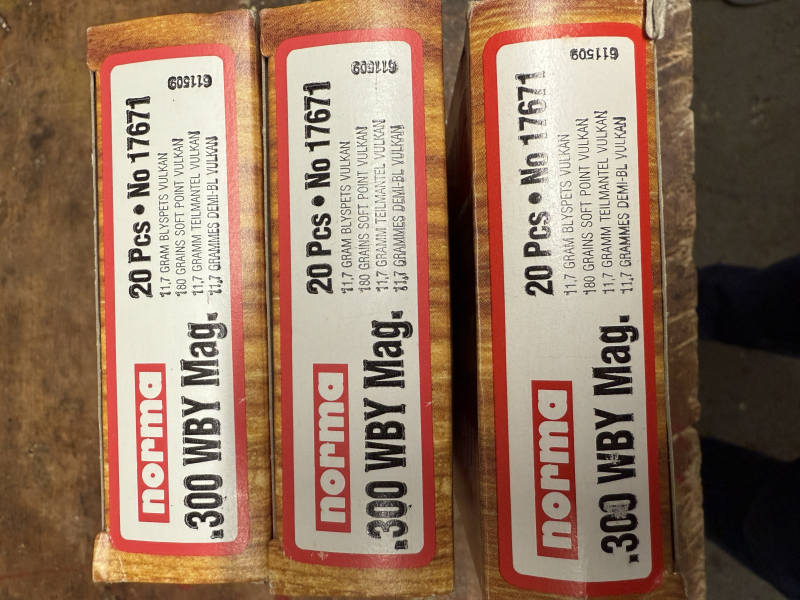 norma
.300 WBY Mag.
20 Pcs • No 17671
11,7 GRAM BLYSPETS VULKAN
180 GRAINS SOFT POINT VULKAN
11,7 GRAMM TEILMANTEL VULKAN
11,7 GRAMMES DEMI-BL VULKAN
611509
norma
.300 WBY Mag.
20 Pcs • No 17671
11,7 GRAM BLYSPETS VULKAN
180 GRAINS SOFT POINT VULKAN
11,7 GRAMM TEILMANTEL VULKAN
11,7 GRAMMES DEMI-BL VULKAN
611509
norma
.300 WBY Mag.
20 Pcs • No 17671
11,7 GRAM BLYSPETS VULKAN
180 GRAINS SOFT POINT VULKAN
11,7 GRAMM TEILMANTEL VULKAN
11,7 GRAMMES DEMI-BL VULKAN
611509